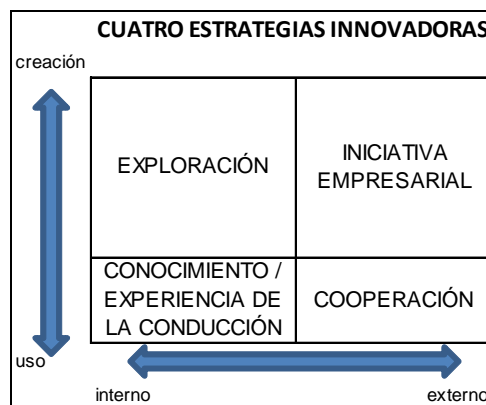 CUATRO ESTRATEGIAS INNOVADORAS
creación
EXPLORACIÓN
INICIATIVA
EMPRESARIAL
CONOCIMIENTO /
EXPERIENCIA DE
LA CONDUCCIÓN
COOPERACIÓN
uso
interno
externo